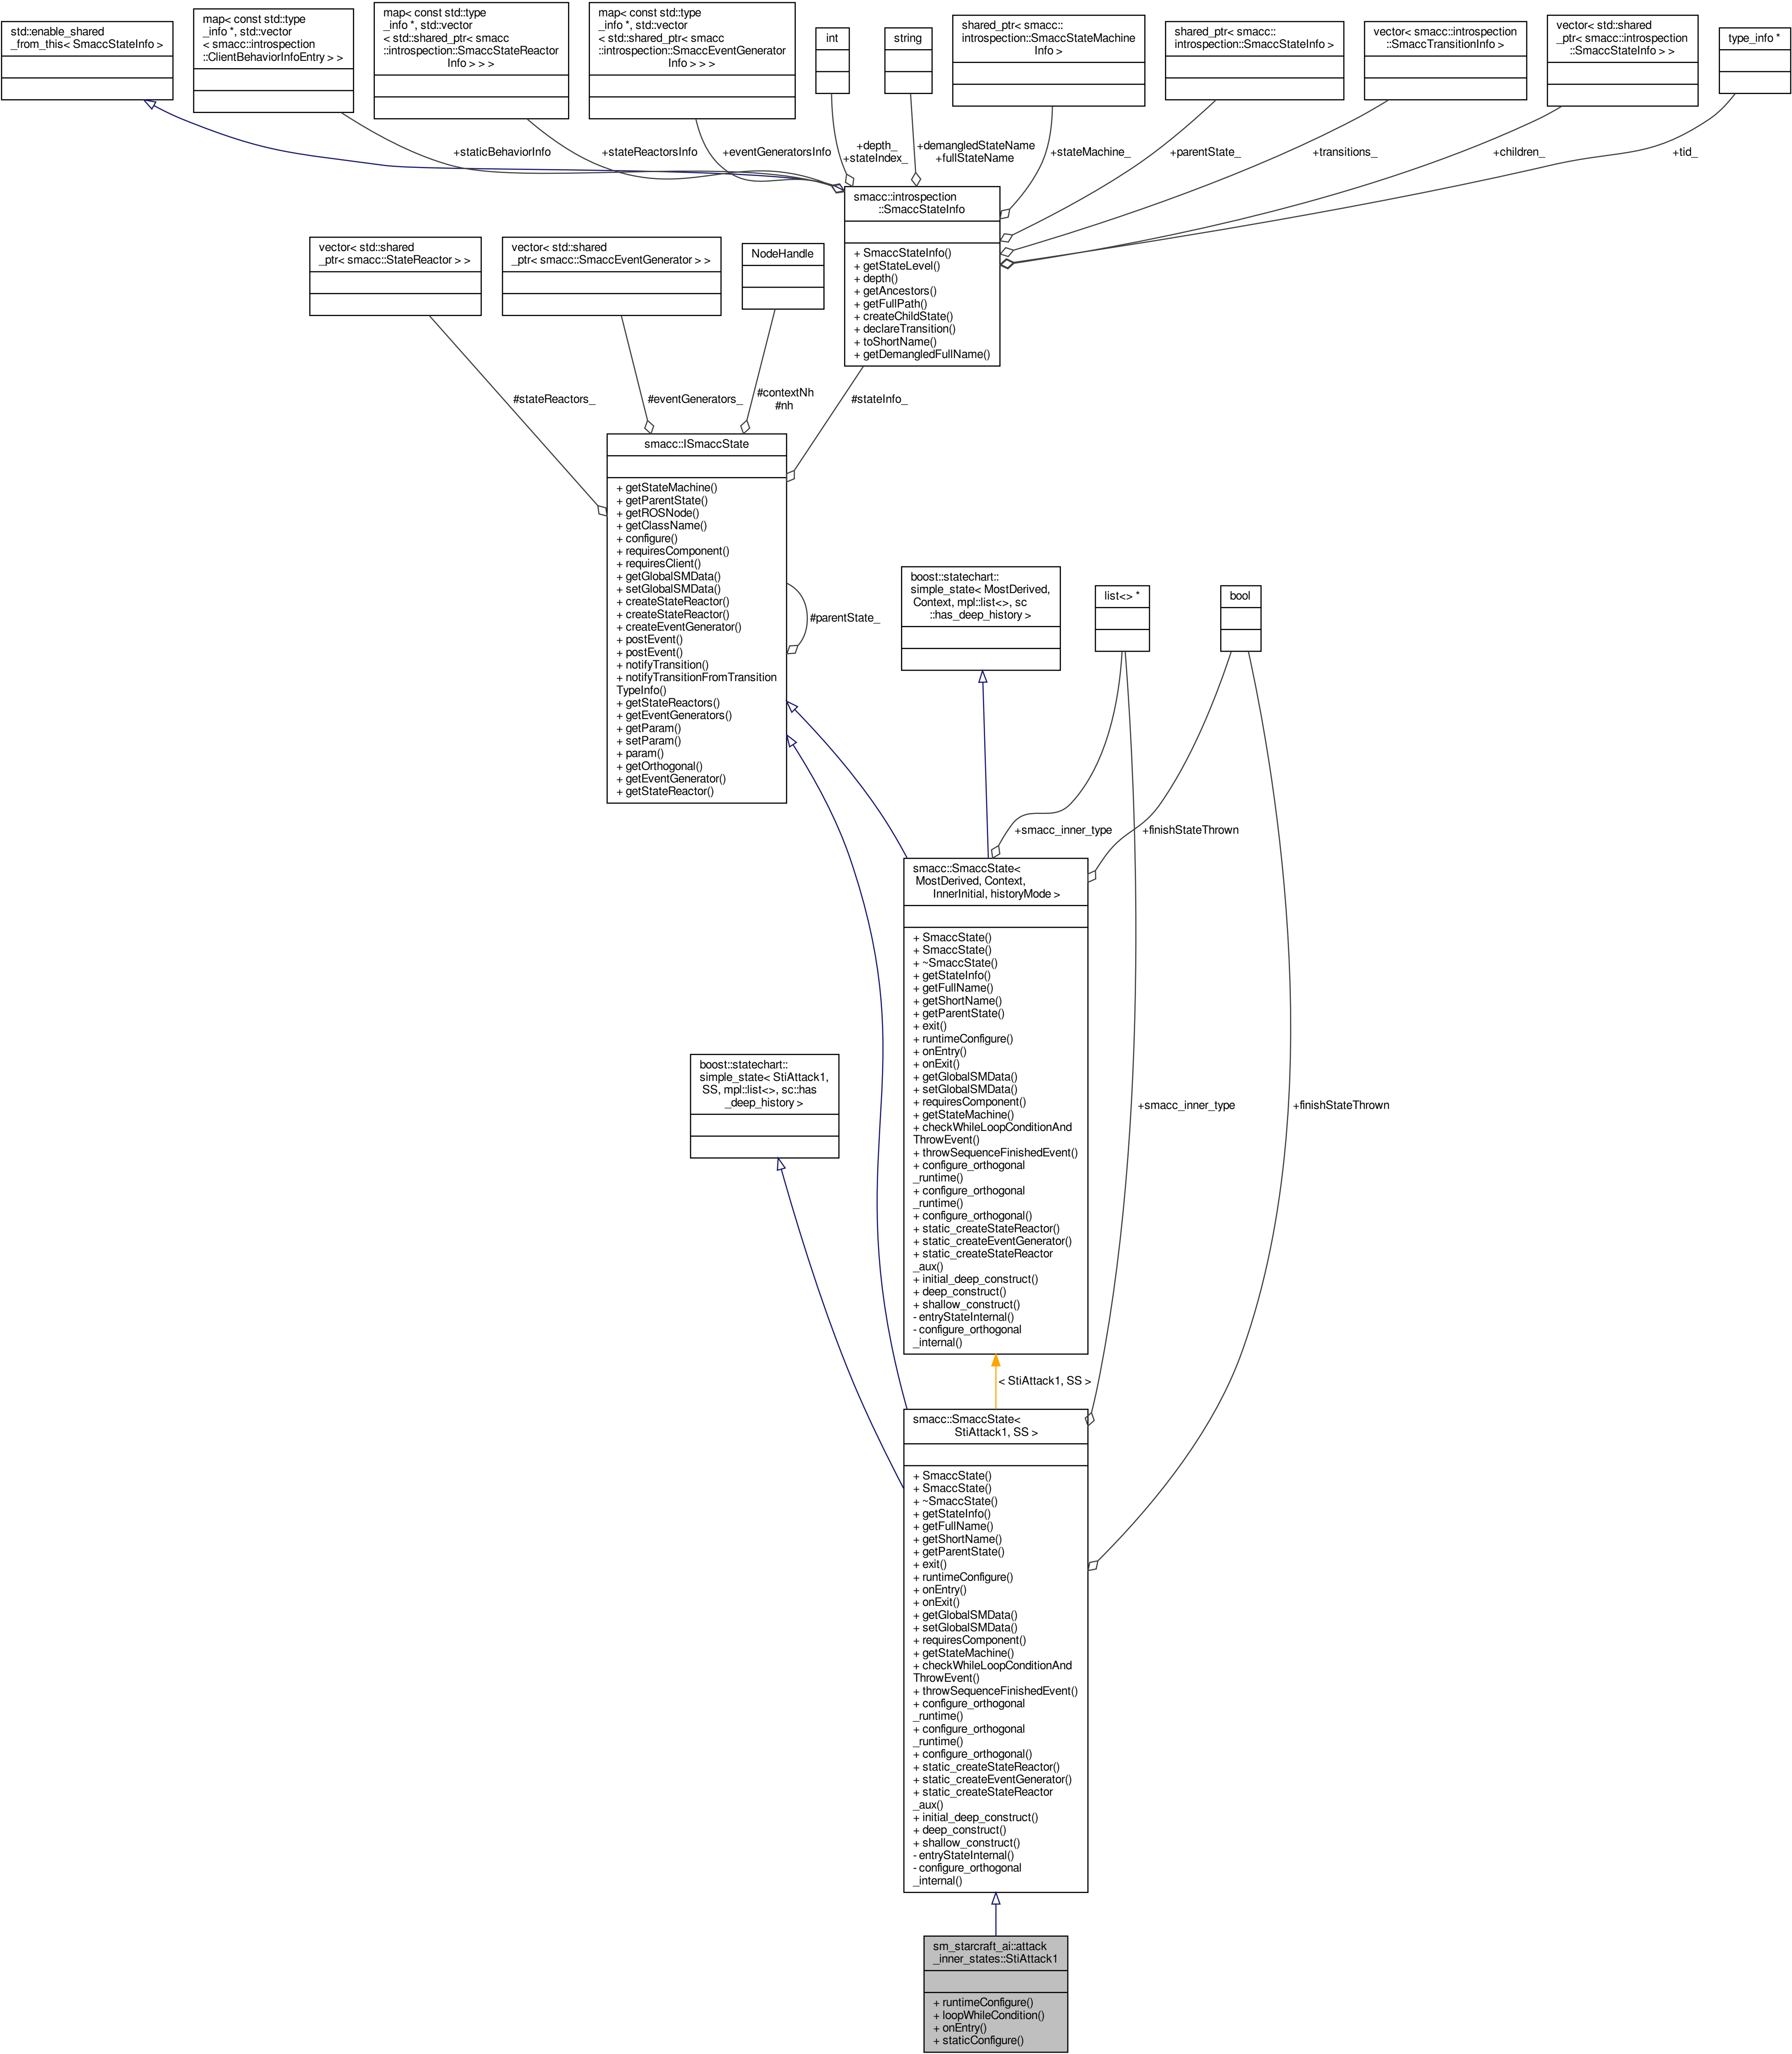 std::enable_shared
_from_this< SmaccStateInfo >
map< const std::type
_info *, std::vector
< smacc::introspection
::ClientBehaviorInfoEntry > >
map< const std::type
_info *, std::vector
< std::shared_ptr< smacc
::introspection::SmaccStateReactor
Info > > >
map< const std::type
_info *, std::vector
< std::shared_ptr< smacc
::introspection::SmaccEventGenerator
Info > > >
int
string
shared_ptr< smacc::
introspection::SmaccStateMachine
Info >
shared_ptr< smacc::
introspection::SmaccStateInfo >
vector< smacc::introspection
::SmaccTransitionInfo >
vector< std::shared
_ptr< smacc::introspection
::SmaccStateInfo > >
type_info *
+staticBehaviorInfo
+stateReactorsInfo
+eventGeneratorsInfo
+depth_
+stateIndex_
+demangledStateName
+fullStateName
+stateMachine_
+parentState_
+transitions_
+children_
+tid_
smacc::introspection
::SmaccStateInfo
+ SmaccStateInfo()
+ getStateLevel()
+ depth()
+ getAncestors()
+ getFullPath()
+ createChildState()
+ declareTransition()
+ toShortName()
+ getDemangledFullName()
vector< std::shared
_ptr< smacc::StateReactor > >
vector< std::shared
_ptr< smacc::SmaccEventGenerator > >
NodeHandle
#stateReactors_
#eventGenerators_
#contextNh
#nh
#stateInfo_
smacc::ISmaccState
+ getStateMachine()
+ getParentState()
+ getROSNode()
+ getClassName()
+ configure()
+ requiresComponent()
+ requiresClient()
+ getGlobalSMData()
+ setGlobalSMData()
+ createStateReactor()
+ createStateReactor()
+ createEventGenerator()
+ postEvent()
+ postEvent()
+ notifyTransition()
+ notifyTransitionFromTransition
TypeInfo()
+ getStateReactors()
+ getEventGenerators()
+ getParam()
+ setParam()
+ param()
+ getOrthogonal()
+ getEventGenerator()
+ getStateReactor()
#parentState_
boost::statechart::
simple_state< MostDerived,
Context, mpl::list<>, sc
::has_deep_history >
list<> *
bool
+smacc_inner_type
+finishStateThrown
smacc::SmaccState<
MostDerived, Context,
InnerInitial, historyMode >
+ SmaccState()
+ SmaccState()
+ ~SmaccState()
+ getStateInfo()
+ getFullName()
+ getShortName()
+ getParentState()
+ exit()
+ runtimeConfigure()
+ onEntry()
+ onExit()
+ getGlobalSMData()
+ setGlobalSMData()
+ requiresComponent()
+ getStateMachine()
+ checkWhileLoopConditionAnd
ThrowEvent()
+ throwSequenceFinishedEvent()
+ configure_orthogonal
_runtime()
+ configure_orthogonal
_runtime()
+ configure_orthogonal()
+ static_createStateReactor()
+ static_createEventGenerator()
+ static_createStateReactor
_aux()
+ initial_deep_construct()
+ deep_construct()
+ shallow_construct()
- entryStateInternal()
- configure_orthogonal
_internal()
boost::statechart::
simple_state< StiAttack1,
SS, mpl::list<>, sc::has
_deep_history >
+smacc_inner_type
+finishStateThrown
< StiAttack1, SS >
smacc::SmaccState<
StiAttack1, SS >
+ SmaccState()
+ SmaccState()
+ ~SmaccState()
+ getStateInfo()
+ getFullName()
+ getShortName()
+ getParentState()
+ exit()
+ runtimeConfigure()
+ onEntry()
+ onExit()
+ getGlobalSMData()
+ setGlobalSMData()
+ requiresComponent()
+ getStateMachine()
+ checkWhileLoopConditionAnd
ThrowEvent()
+ throwSequenceFinishedEvent()
+ configure_orthogonal
_runtime()
+ configure_orthogonal
_runtime()
+ configure_orthogonal()
+ static_createStateReactor()
+ static_createEventGenerator()
+ static_createStateReactor
_aux()
+ initial_deep_construct()
+ deep_construct()
+ shallow_construct()
- entryStateInternal()
- configure_orthogonal
_internal()
sm_starcraft_ai::attack
_inner_states::StiAttack1
+ runtimeConfigure()
+ loopWhileCondition()
+ onEntry()
+ staticConfigure()